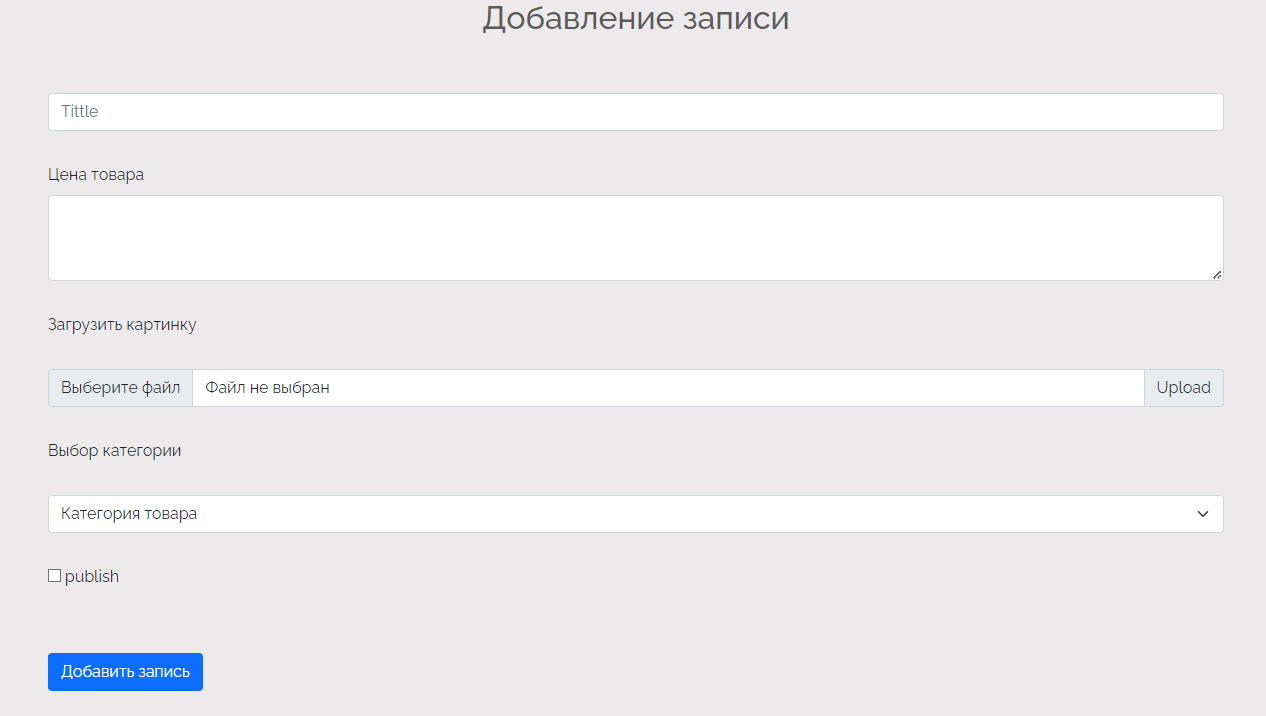 Добавление записи
Tittle
Цена товара
Загрузить картинку
Выберите файл Файл не выбран Upload
Выбор категории
Категория товара
publish
Добавить запись